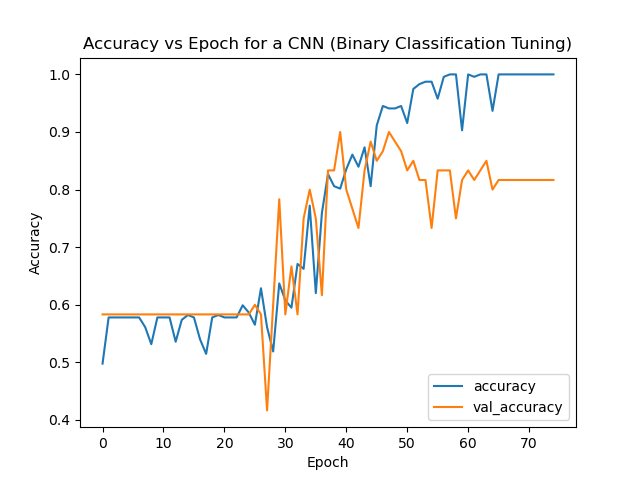 Accuracy vs Epoch for a CNN (Binary Classification Tuning)
Accuracy
1.0
0.9
0.8
0.7
0.6
0.5
0.4
accuracy
val_accuracy
0 10 20 30 40 50 60 70
Epoch